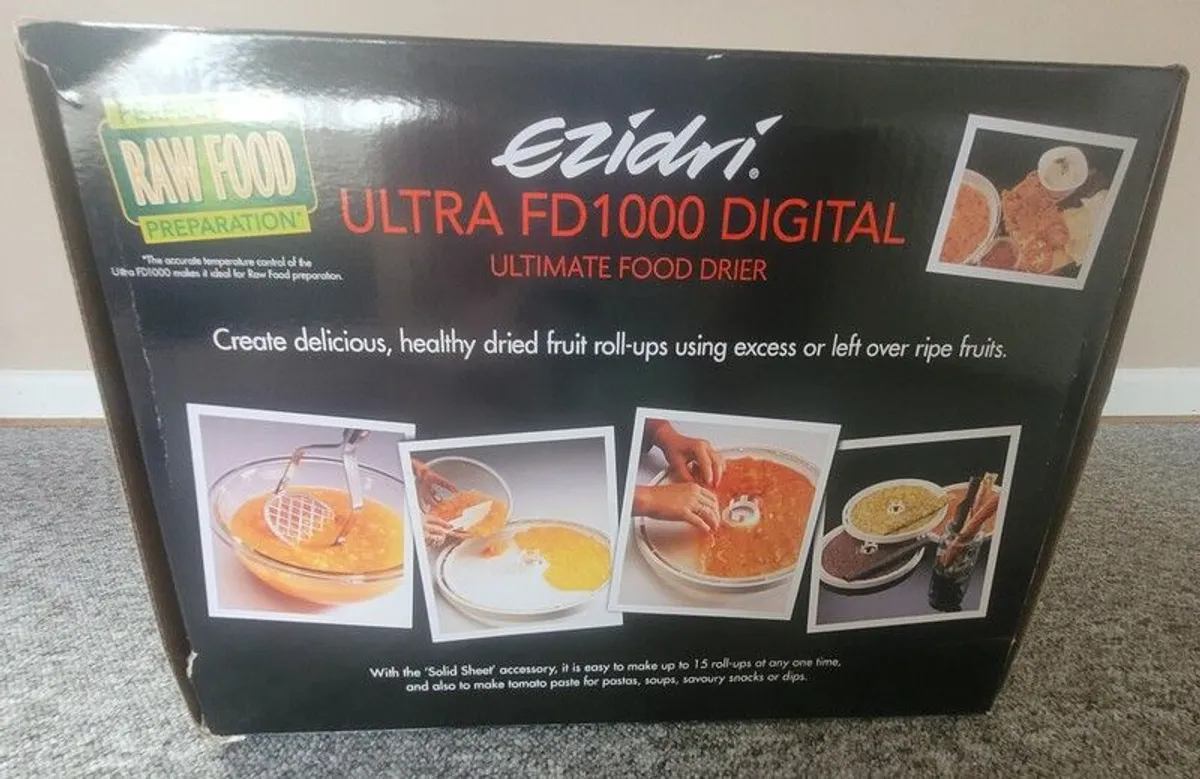 RAW FOOD
PREPARATION*
*The accurate temperature control of the
Ultra FD1000 makes it ideal for Raw Food preparation.
Ezidri®
ULTRA FD1000 DIGITAL
ULTIMATE FOOD DRIER
Create delicious, healthy dried fruit roll-ups using excess or left over ripe fruits.
With the 'Solid Sheet' accessory, it is easy to make up to 15 roll-ups at any one time,
and also to make tomato paste for pastas, soups, savoury snacks or dips.